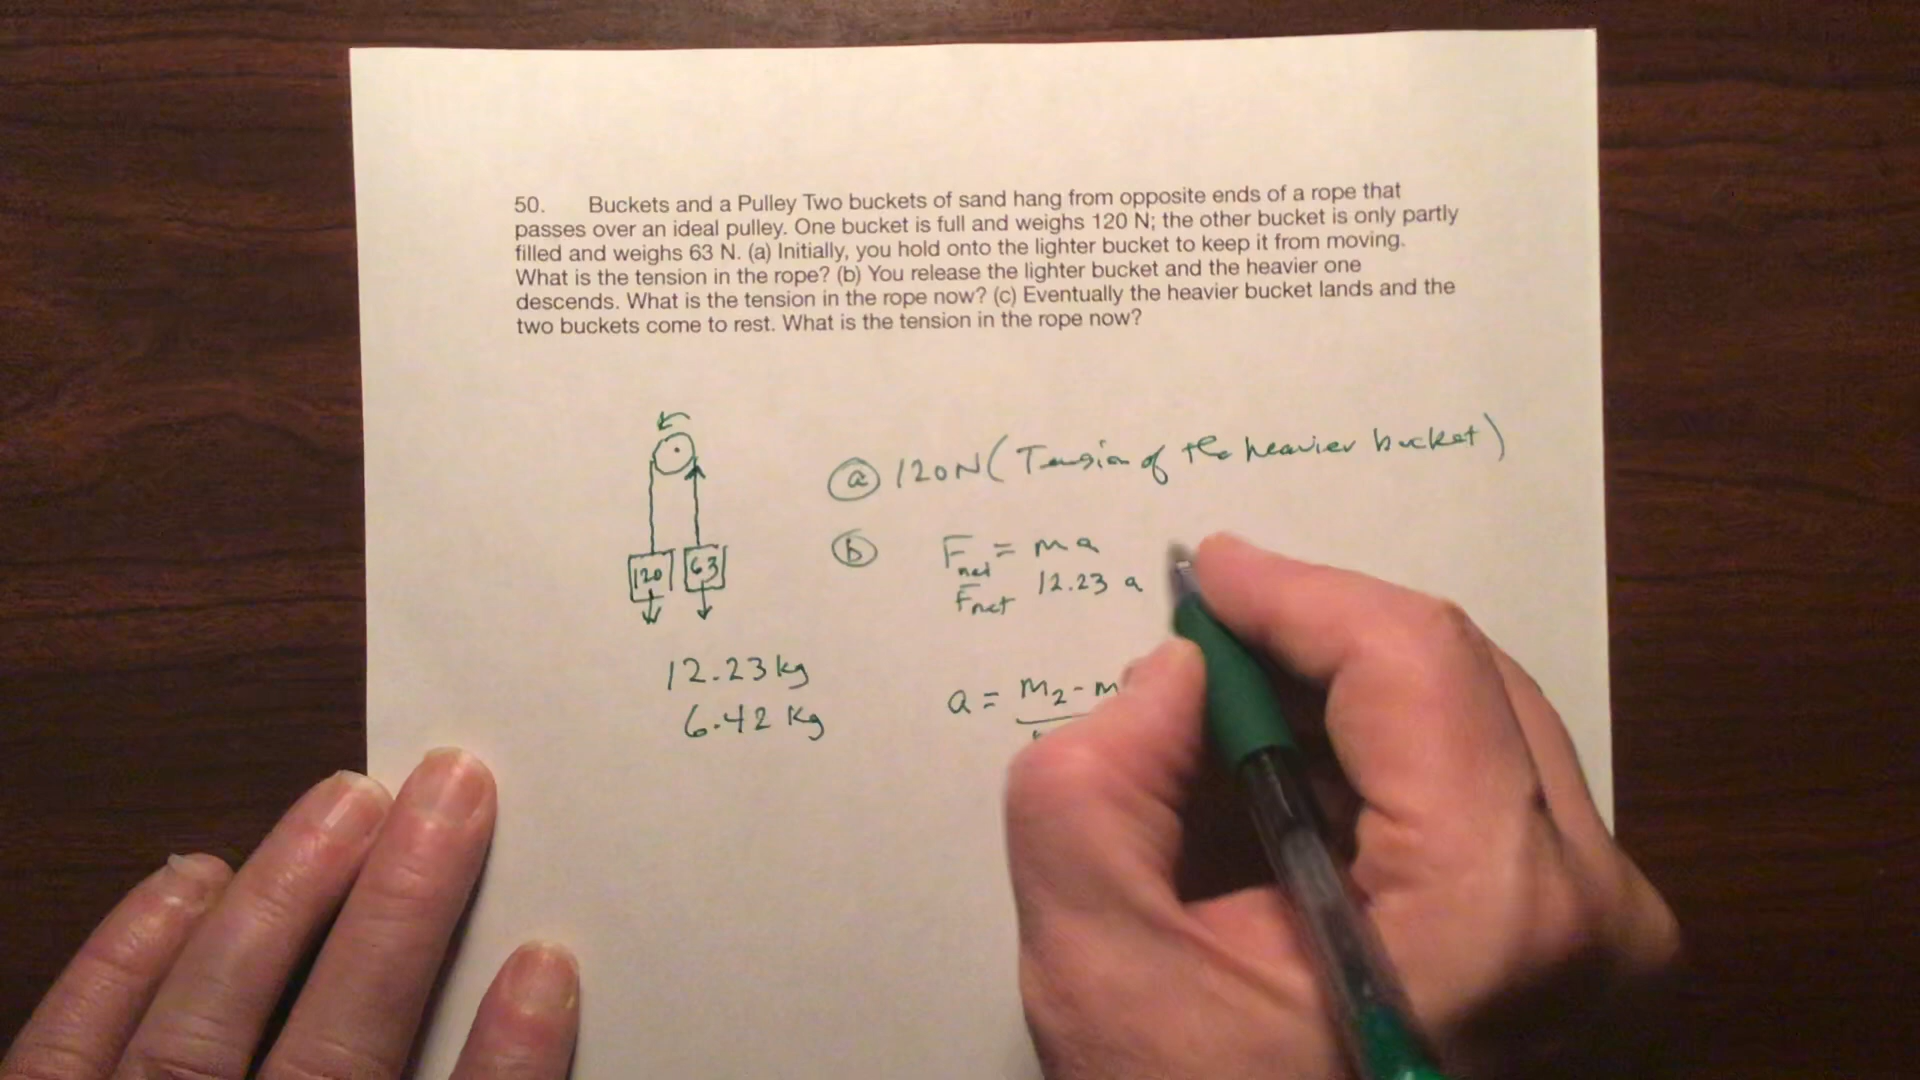 50. Buckets and a Pulley Two buckets of sand hang from opposite ends of a rope that
passes over an ideal pulley. One bucket is full and weighs 120 N; the other bucket is only partly
filled and weighs 63 N. (a) Initially, you hold onto the lighter bucket to keep it from moving.
What is the tension in the rope? (b) You release the lighter bucket and the heavier one
descends. What is the tension in the rope now? (c) Eventually the heavier bucket lands and the
two buckets come to rest. What is the tension in the rope now?
a 120N (Tension of the heavier bucket)
b F net = ma
F net 12.23 a
120 63
12.23 kg
6.42 kg
a = m2 - m